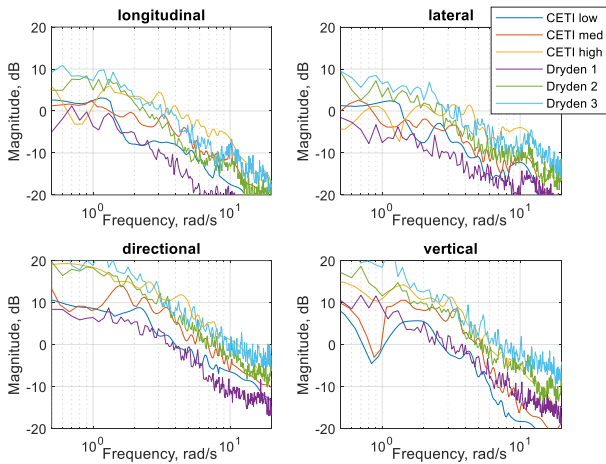 longitudinal
lateral
CETI low
CETI med
CETI high
Dryden 1
Dryden 2
Dryden 3
Magnitude, dB
20
10
0
-10
-20
10^0
10^1
Frequency, rad/s
Magnitude, dB
20
10
0
-10
-20
10^0
10^1
Frequency, rad/s
directional
vertical
Magnitude, dB
20
10
0
-10
-20
10^0
10^1
Frequency, rad/s
Magnitude, dB
20
10
0
-10
-20
10^0
10^1
Frequency, rad/s